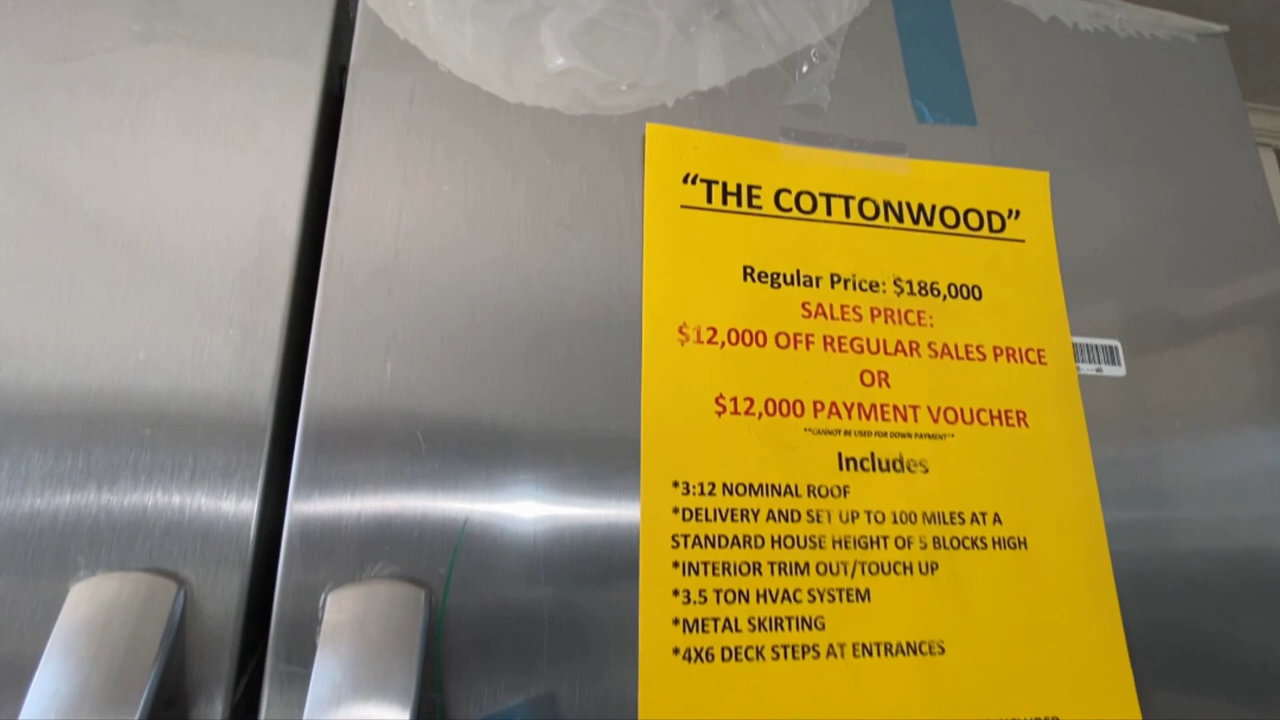 “THE COTTONWOOD”
Regular Price: $186,000
SALES PRICE:
$12,000 OFF REGULAR SALES PRICE
OR
$12,000 PAYMENT VOUCHER
**CANNOT BE USED FOR DOWN PAYMENT**
Includes
*3:12 NOMINAL ROOF
*DELIVERY AND SET UP TO 100 MILES AT A
STANDARD HOUSE HEIGHT OF 5 BLOCKS HIGH
*INTERIOR TRIM OUT/TOUCH UP
*3.5 TON HVAC SYSTEM
*METAL SKIRTING
*4X6 DECK STEPS AT ENTRANCES